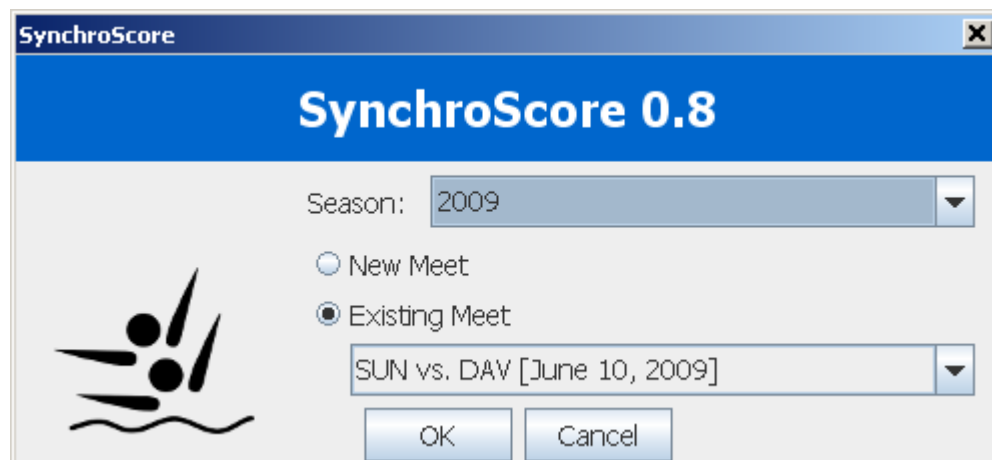 SynchroScore
SynchroScore 0.8
Season: 2009
New Meet
Existing Meet
SUN vs. DAV [June 10, 2009]
OK Cancel